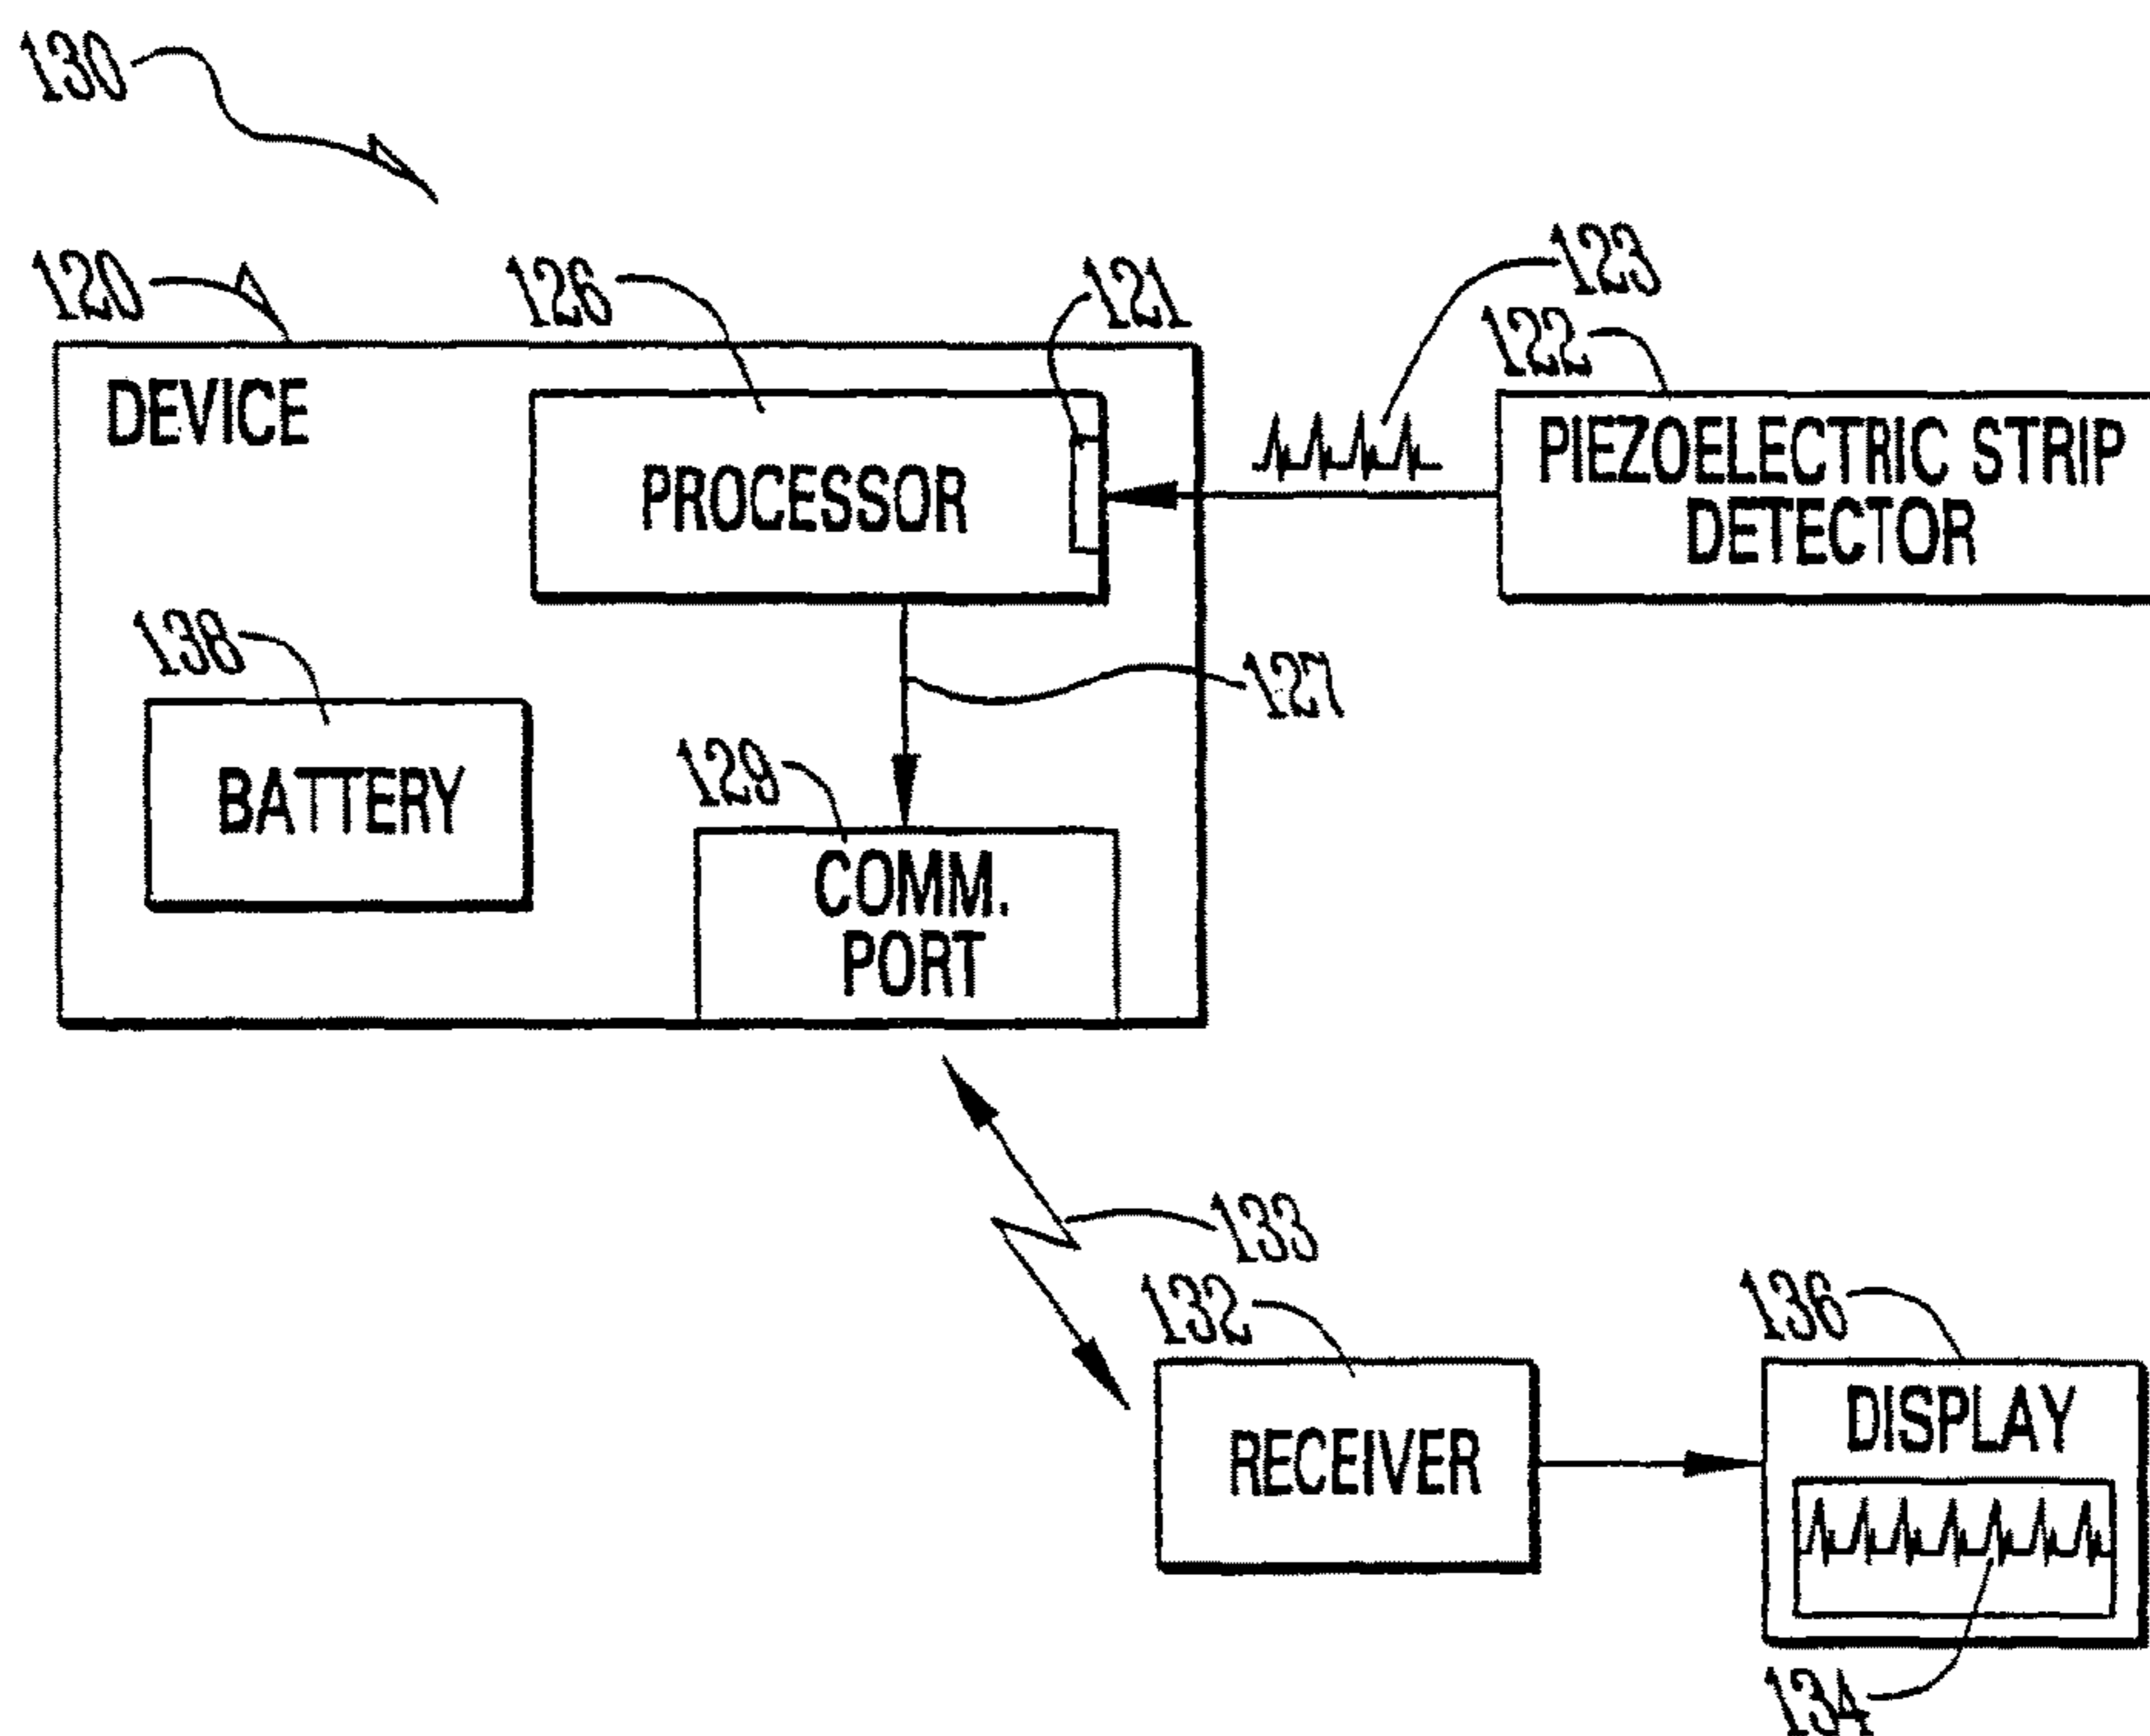 130
120
126
121
123
122
DEVICE
PROCESSOR
PIEZOELECTRIC STRIP
DETECTOR
138
127
129
BATTERY
COMM.
PORT
133
132
136
RECEIVER
DISPLAY
134